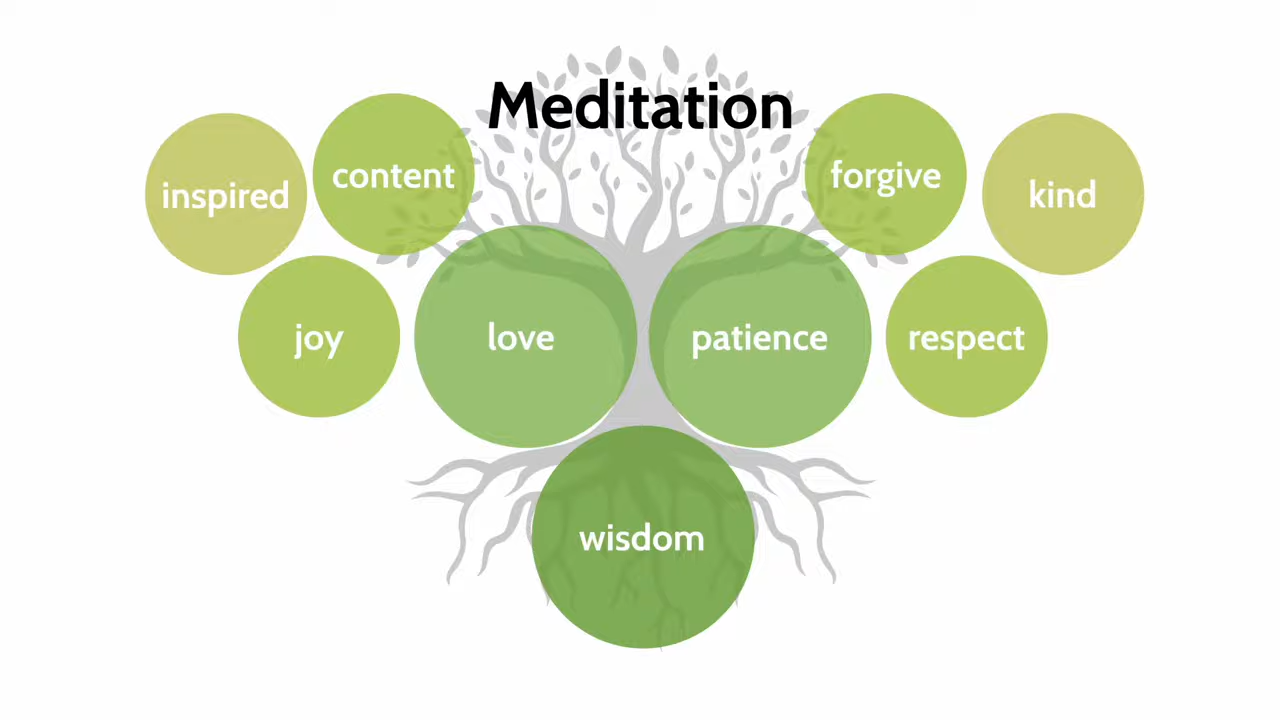 Meditation
inspired
content
forgive
kind
joy
love
patience
respect
wisdom